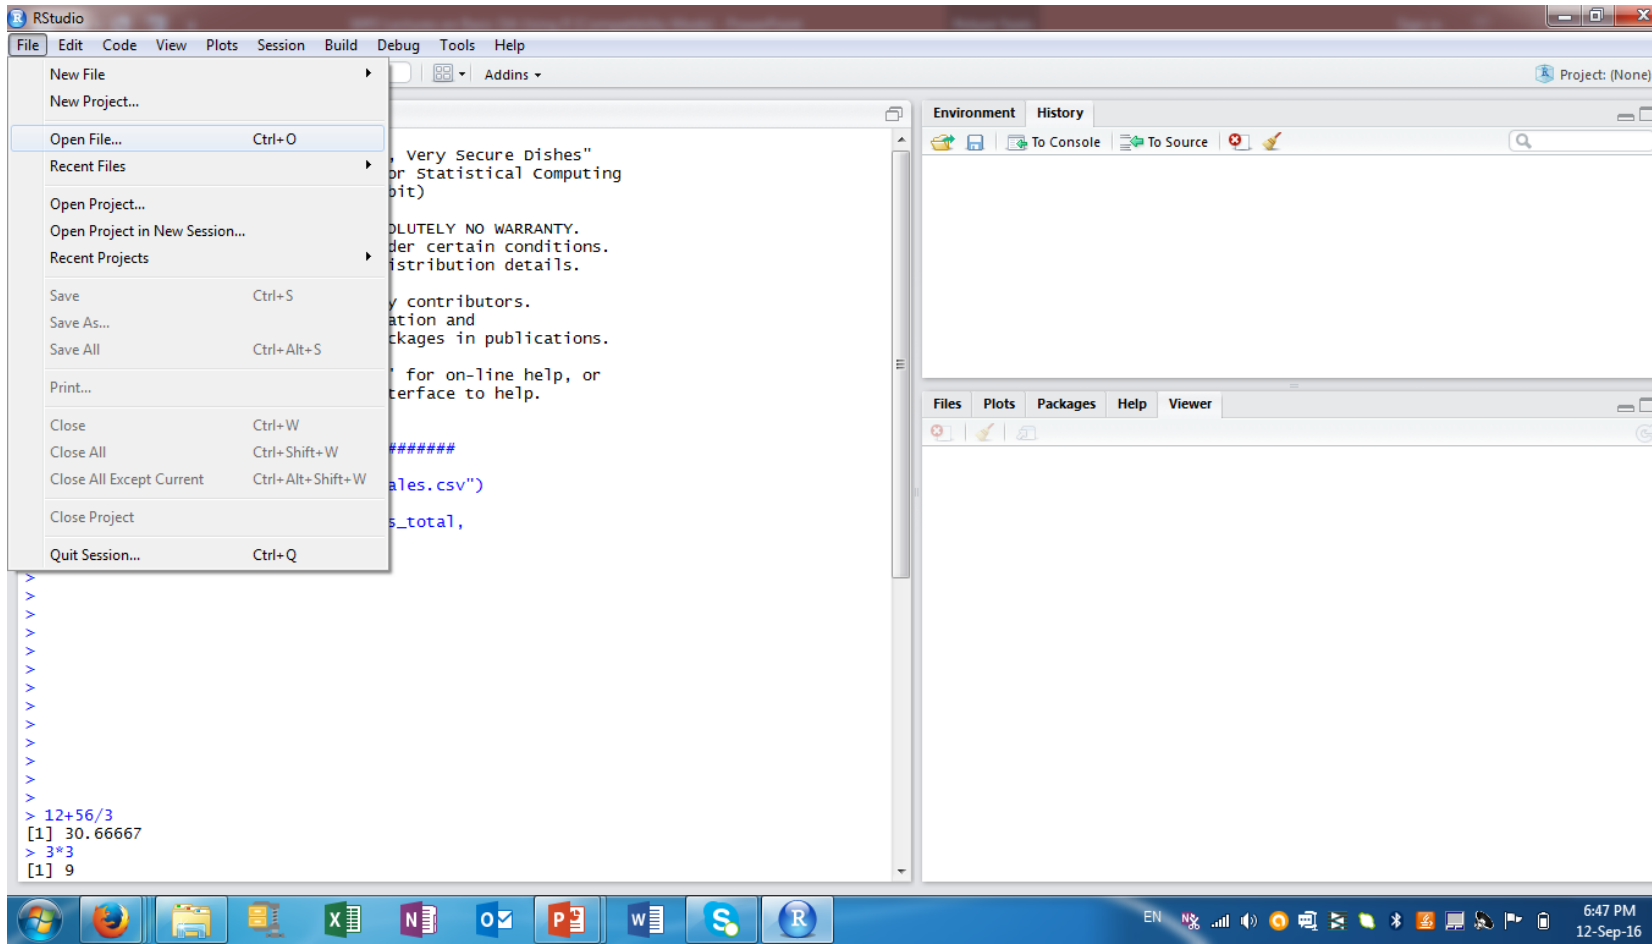 RStudio
File Edit Code View Plots Session Build Debug Tools Help
Addins
Project: (None)
New File
New Project...
Open File... Ctrl+O
Recent Files
Open Project...
Open Project in New Session...
Recent Projects
Save Ctrl+S
Save As...
Save All Ctrl+Alt+S
Print...
Close Ctrl+W
Close All Ctrl+Shift+W
Close All Except Current Ctrl+Alt+Shift+W
Close Project
Quit Session... Ctrl+Q
, Very Secure Dishes"
or Statistical Computing
bit)
OLUTELY NO WARRANTY.
der certain conditions.
istribution details.
y contributors.
ation and
ckages in publications.
' for on-line help, or
terface to help.
#######
ales.csv")
s_total,
>
>
>
>
>
>
>
>
>
>
>
>
>
> 12+56/3
[1] 30.66667
> 3*3
[1] 9
Environment History
To Console To Source
Files Plots Packages Help Viewer
EN
6:47 PM
12-Sep-16